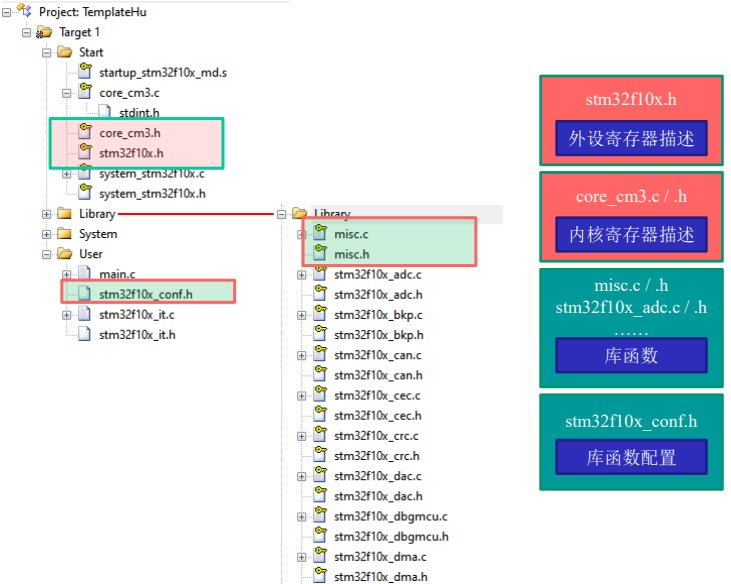 Project: TemplateHu
Target 1
Start
startup_stm32f10x_md.s
core_cm3.c
stdint.h
core_cm3.h
stm32f10x.h
system_stm32f10x.c
system_stm32f10x.h
Library
System
User
main.c
stm32f10x_conf.h
stm32f10x_it.c
stm32f10x_it.h
Library
misc.c
misc.h
stm32f10x_adc.c
stm32f10x_adc.h
stm32f10x_bkp.c
stm32f10x_bkp.h
stm32f10x_can.c
stm32f10x_can.h
stm32f10x_cec.c
stm32f10x_cec.h
stm32f10x_crc.c
stm32f10x_crc.h
stm32f10x_dac.c
stm32f10x_dac.h
stm32f10x_dbgmcu.c
stm32f10x_dbgmcu.h
stm32f10x_dma.c
stm32f10x_dma.h
stm32f10x.h
外设寄存器描述
core_cm3.c / .h
内核寄存器描述
misc.c / .h
stm32f10x_adc.c / .h
……
库函数
stm32f10x_conf.h
库函数配置